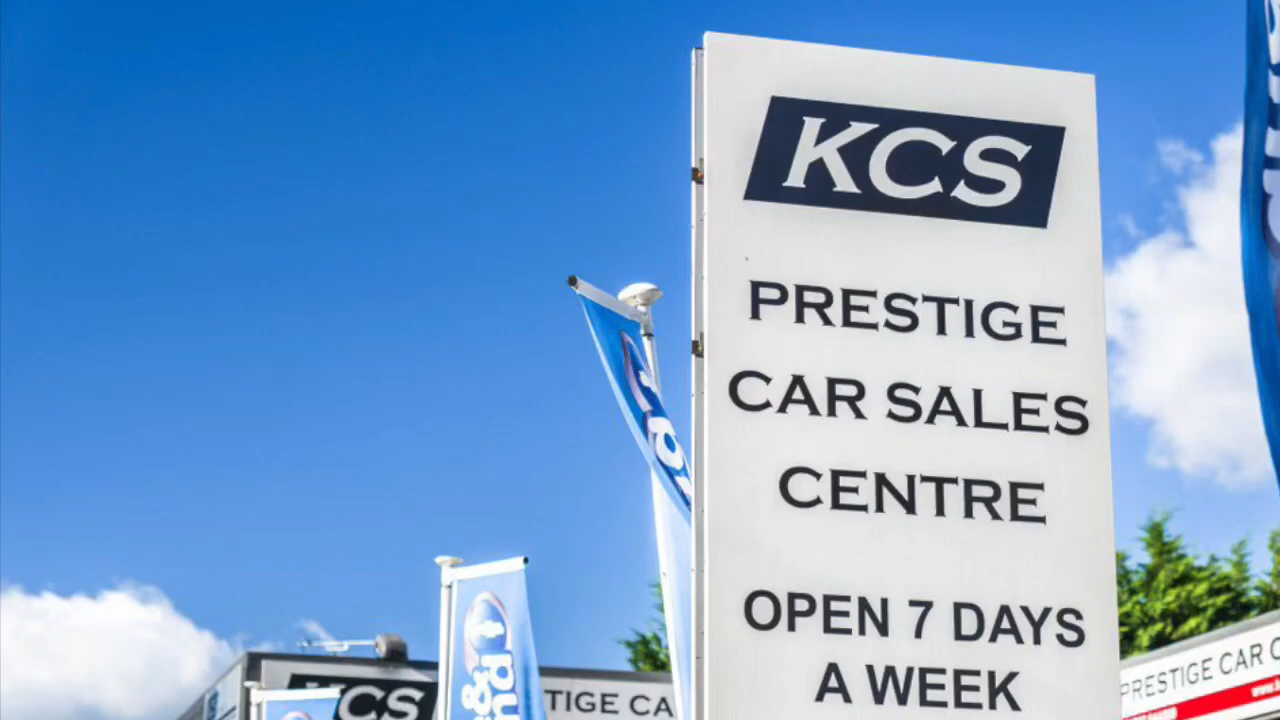 KCS
PRESTIGE
CAR SALES
CENTRE
OPEN 7 DAYS
A WEEK
KCS
TIGE CA
PRESTIGE CAR C